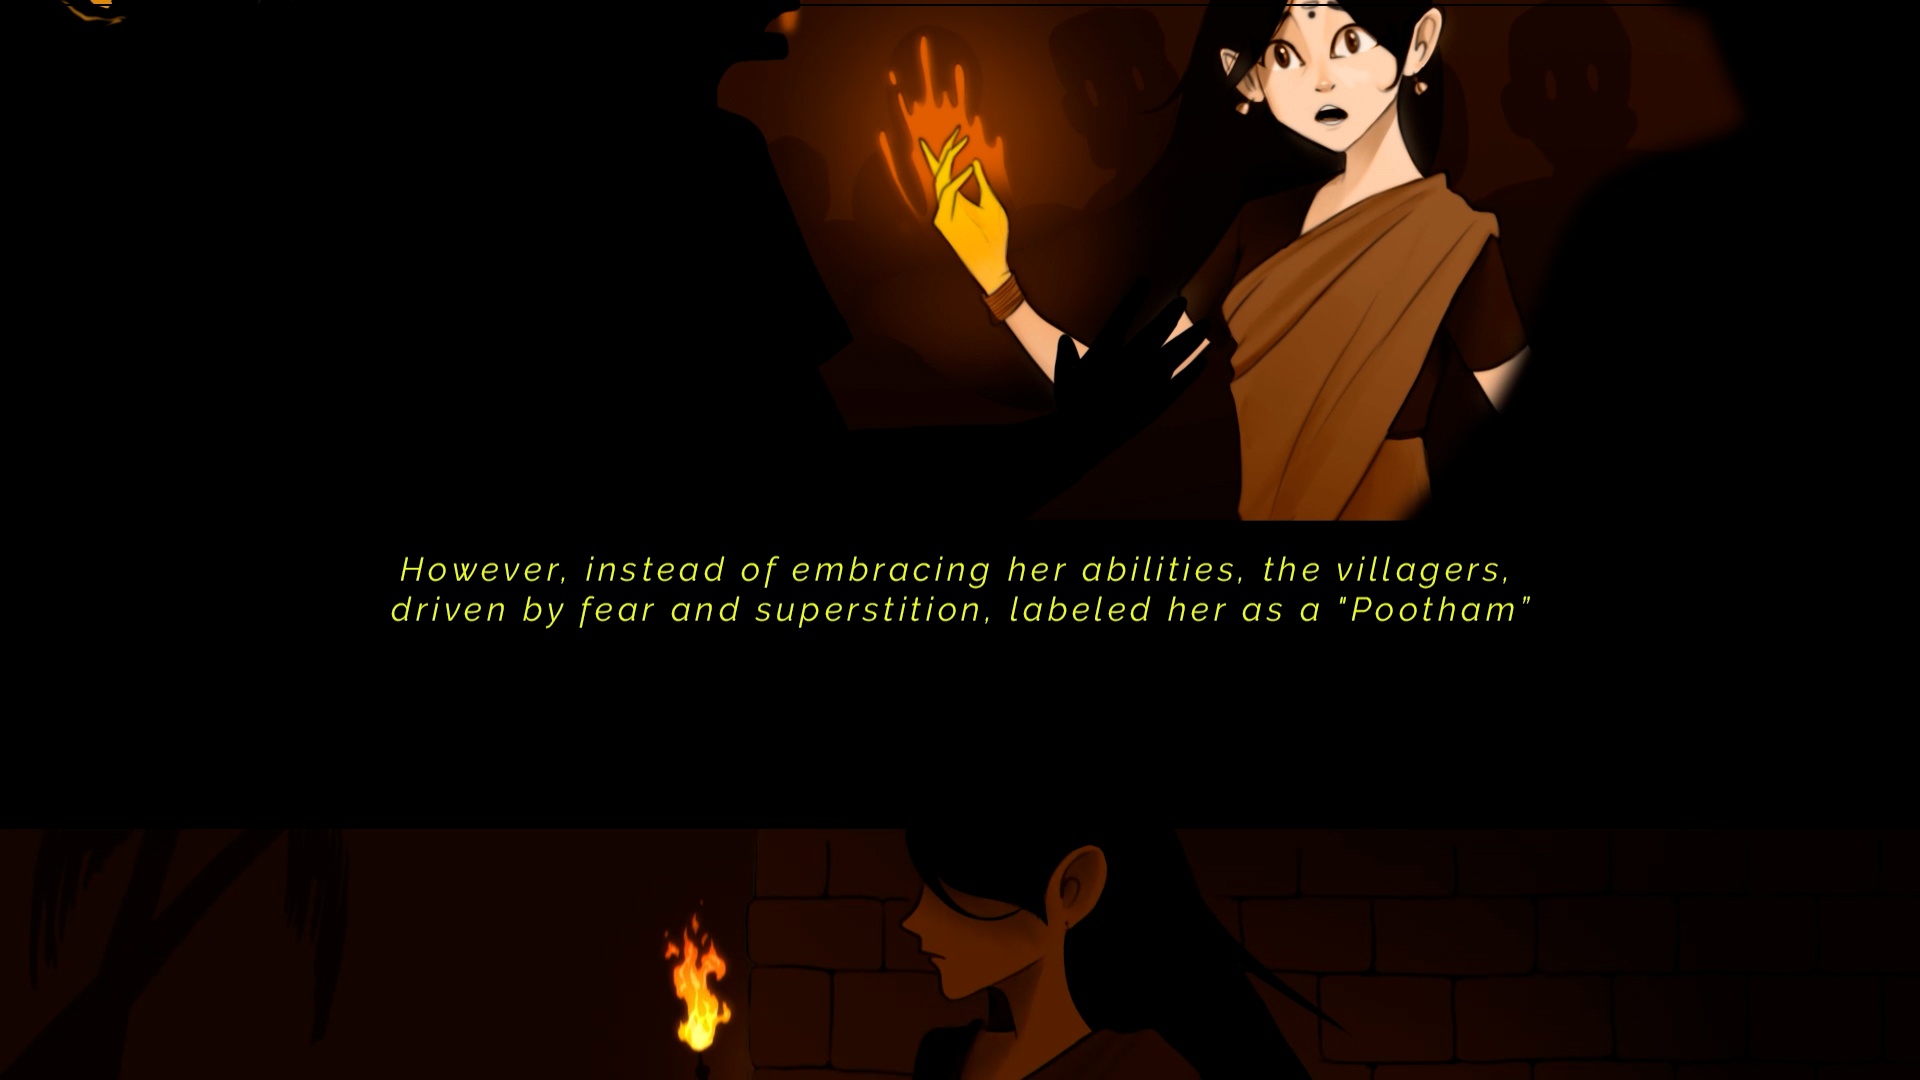 However, instead of embracing her abilities, the villagers,
driven by fear and superstition, labeled her as a "Pootham”